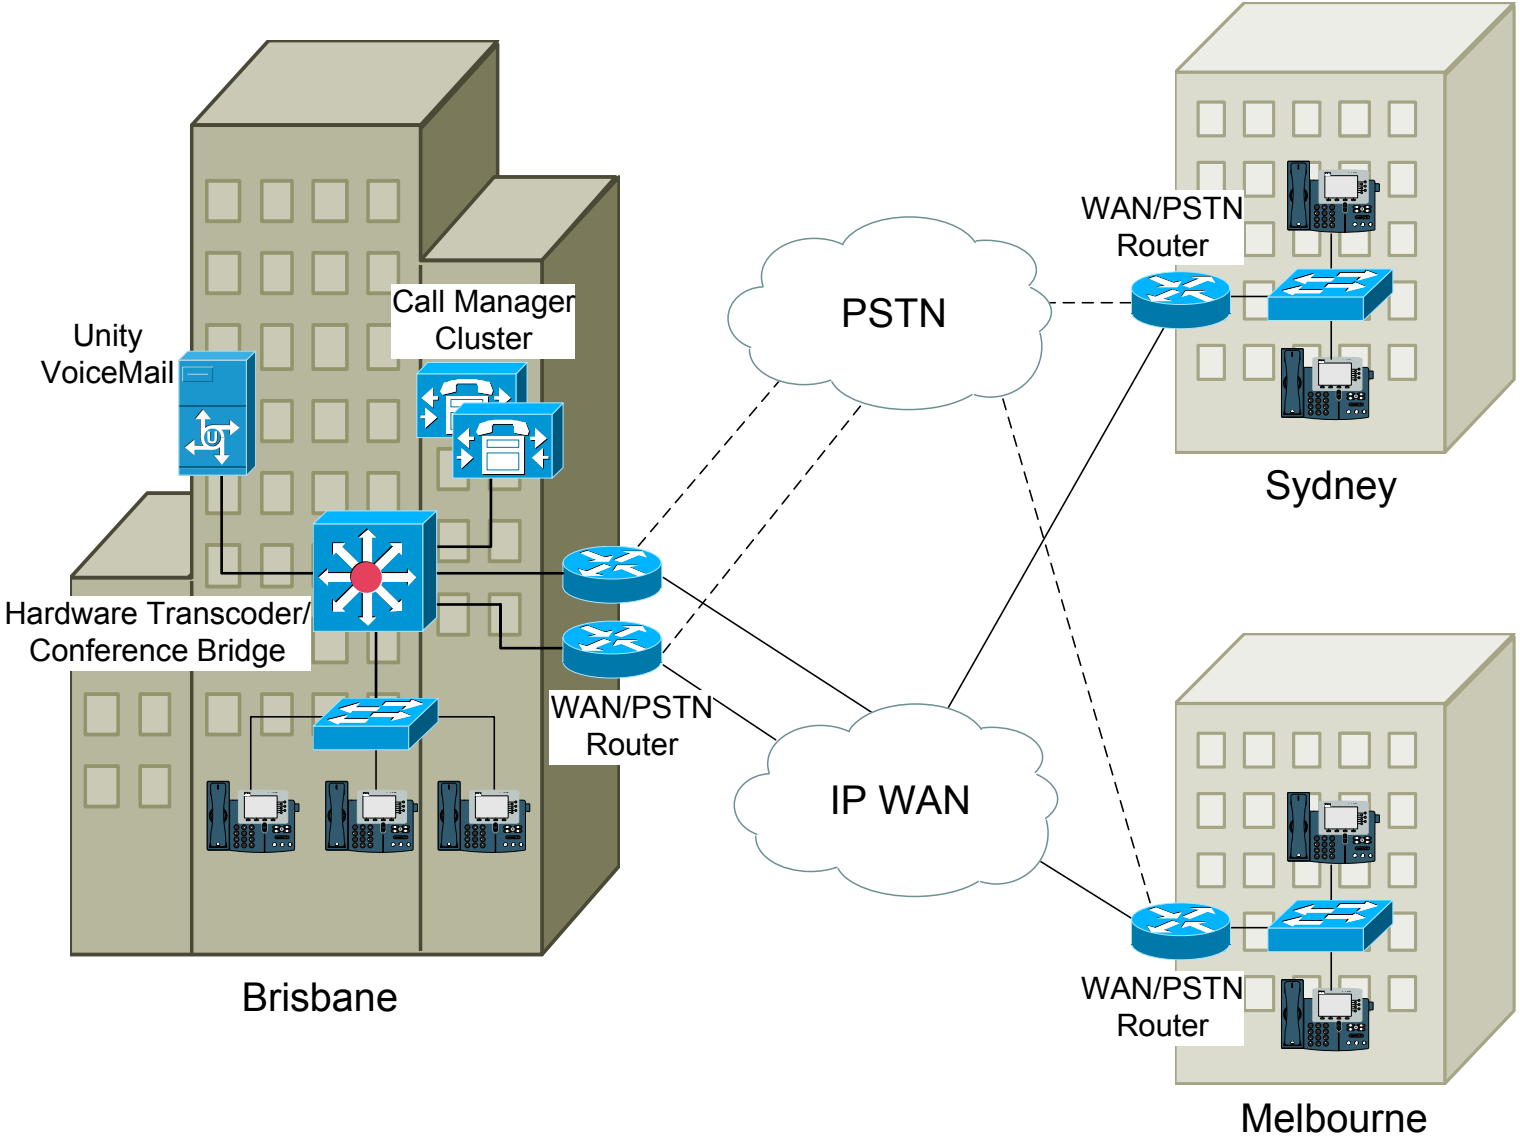 WAN/PSTN
Router
PSTN
Call Manager
Cluster
Unity
VoiceMail
U
Sydney
Hardware Transcoder/
Conference Bridge
WAN/PSTN
Router
IP WAN
Brisbane
WAN/PSTN
Router
Melbourne